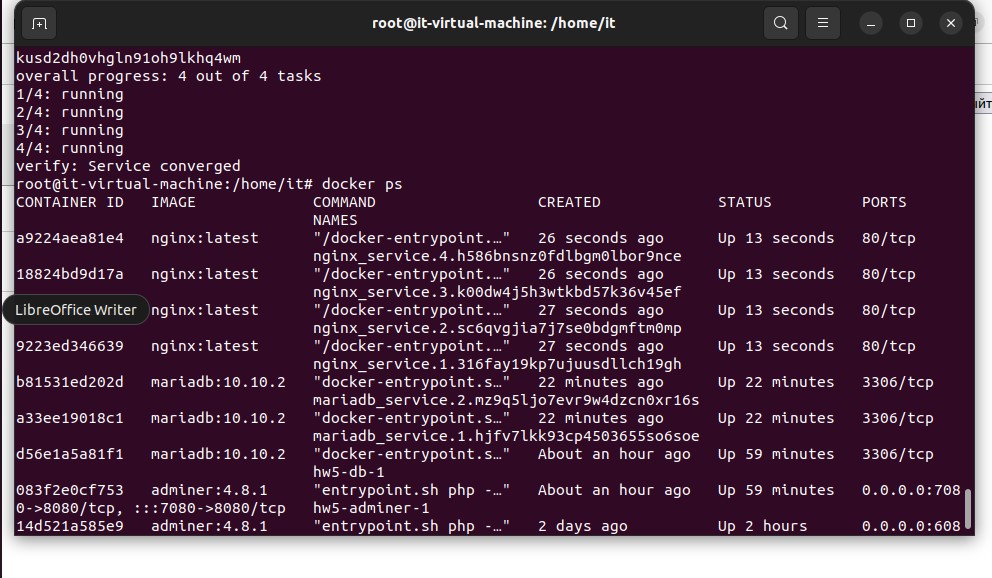 root@it-virtual-machine: /home/it
kusd2dh0vhgln91oh9lkhq4wm
overall progress: 4 out of 4 tasks
1/4: running
2/4: running
3/4: running
4/4: running
verify: Service converged
root@it-virtual-machine:/home/it# docker ps
CONTAINER ID IMAGE COMMAND CREATED STATUS PORTS
NAMES
a9224aea81e4 nginx:latest "/docker-entrypoint.…" 26 seconds ago Up 13 seconds 80/tcp
nginx_service.4.h586bnsnz0fdlbgm0lbor9nce
18824bd9d17a nginx:latest "/docker-entrypoint.…" 26 seconds ago Up 13 seconds 80/tcp
nginx_service.3.k00dw4j5h3wtkbd57k36v45ef
LibreOffice Writer nginx:latest "/docker-entrypoint.…" 27 seconds ago Up 13 seconds 80/tcp
nginx_service.2.sc6qvgjia7j7se0bdgmftm0mp
9223ed346639 nginx:latest "/docker-entrypoint.…" 27 seconds ago Up 13 seconds 80/tcp
nginx_service.1.316fay19kp7ujuusdllch19gh
b81531ed202d mariadb:10.10.2 "docker-entrypoint.s…" 22 minutes ago Up 22 minutes 3306/tcp
mariadb_service.2.mz9q5ljo7evr9w4dzcn0xr16s
a33ee19018c1 mariadb:10.10.2 "docker-entrypoint.s…" 22 minutes ago Up 22 minutes 3306/tcp
mariadb_service.1.hjfv7lkk93cp4503655so6soe
d56e1a5a81f1 mariadb:10.10.2 "docker-entrypoint.s…" About an hour ago Up 59 minutes 3306/tcp
hw5-db-1
083f2e0cf753 adminer:4.8.1 "entrypoint.sh php -…" About an hour ago Up 59 minutes 0.0.0.0:708
0->8080/tcp, :::7080->8080/tcp hw5-adminer-1
14d521a585e9 adminer:4.8.1 "entrypoint.sh php -…" 2 days ago Up 2 hours 0.0.0.0:608